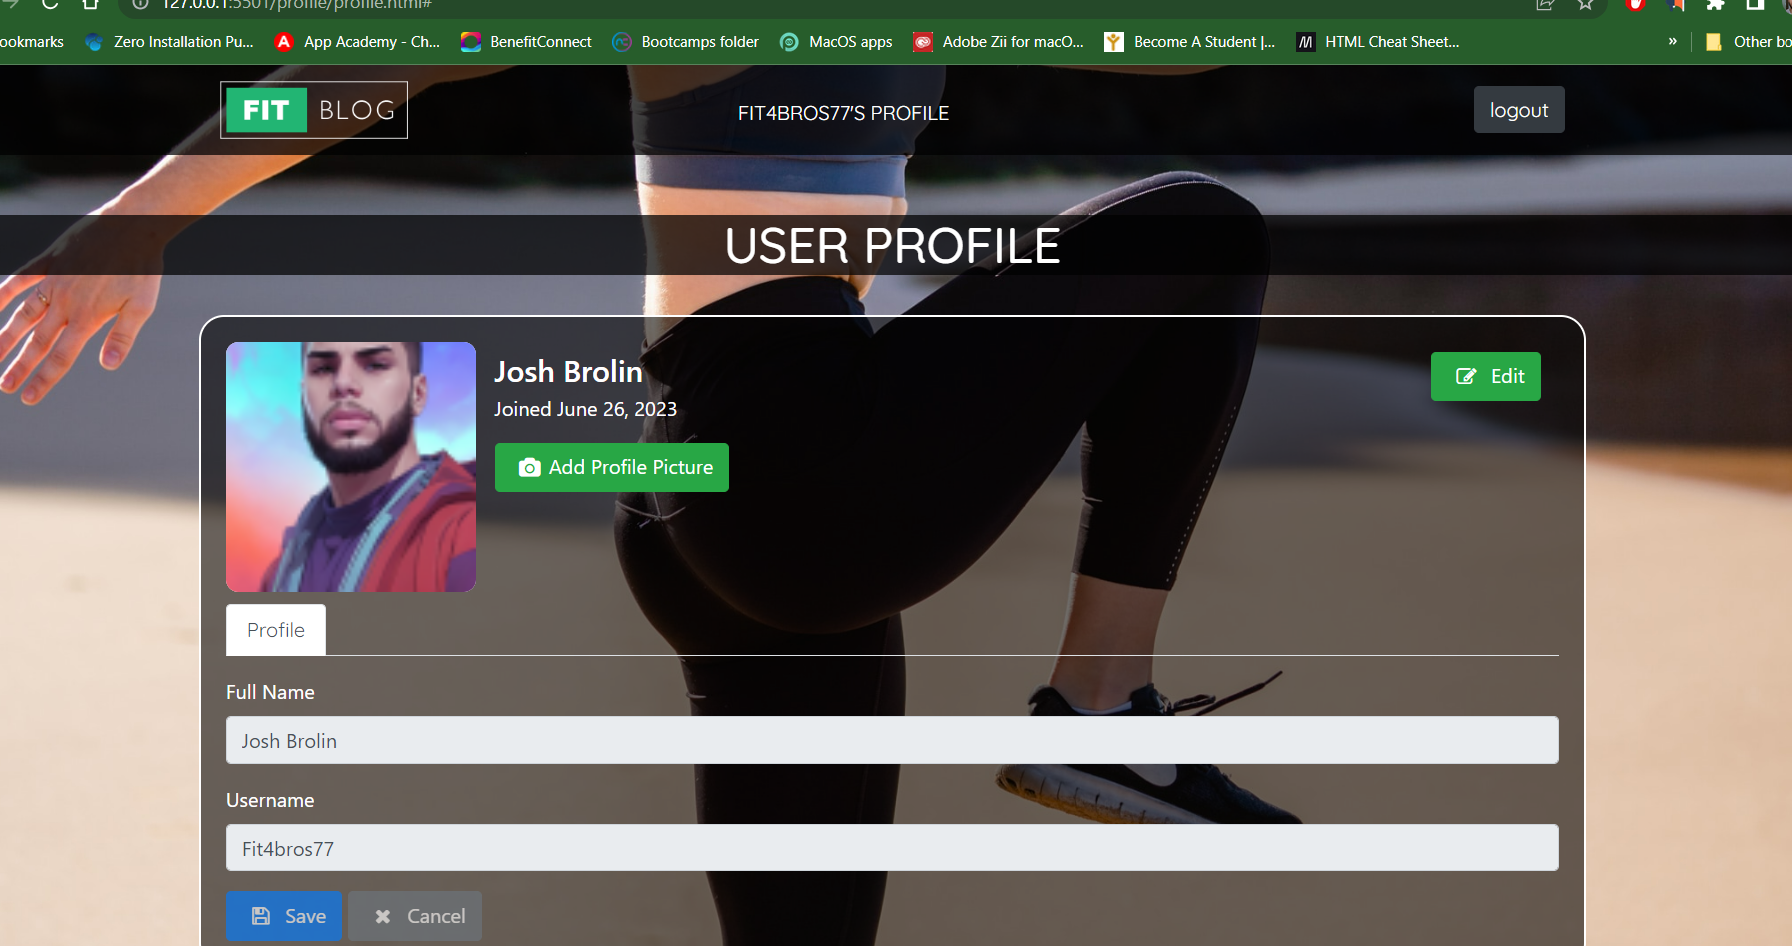 127.0.0.1:5501/profile/profile.html#
ookmarks Zero Installation Pu... App Academy - Ch... BenefitConnect Bootcamps folder MacOS apps Adobe Zii for macO... Become A Student |... HTML Cheat Sheet... » Other bo
FIT BLOG FIT4BROS77'S PROFILE logout
USER PROFILE
Josh Brolin
Edit
Joined June 26, 2023
Add Profile Picture
Profile
Full Name
Josh Brolin
Username
Fit4bros77
Save Cancel